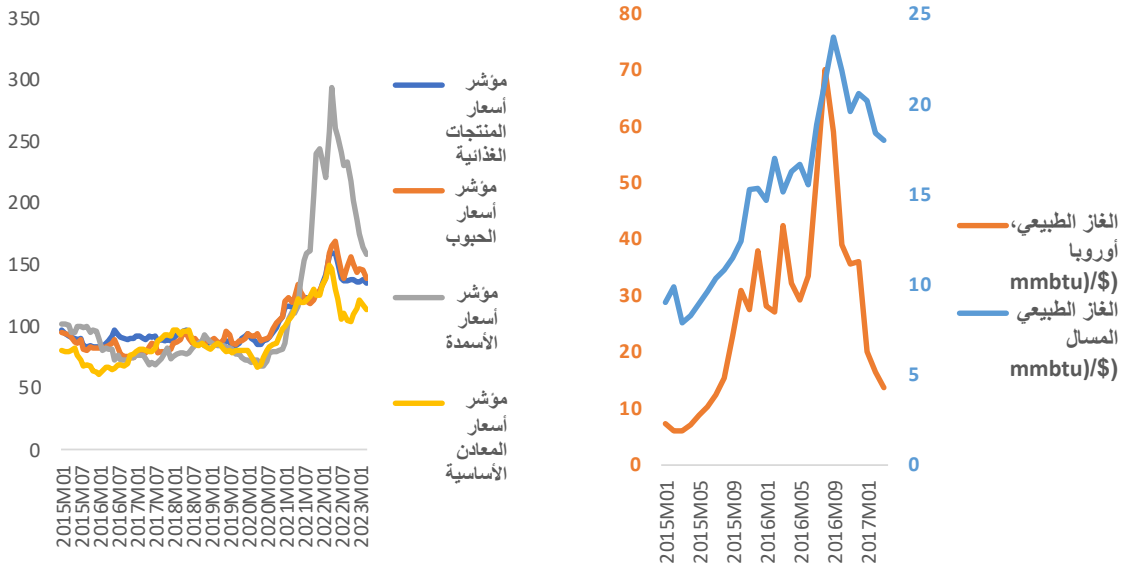 350
300
250
200
150
100
50
0
2015M01
2015M07
2016M01
2016M07
2017M01
2017M07
2018M01
2018M07
2019M01
2019M07
2020M01
2020M07
2021M01
2021M07
2022M01
2022M07
2023M01
مؤشر
أسعار
المنتجات
الغذائية
مؤشر
أسعار
الحبوب
مؤشر
أسعار
الأسمدة
مؤشر
أسعار
المعادن
الأساسية
80
70
60
50
40
30
20
10
0
25
20
15
10
5
0
2015M01
2015M05
2015M09
2016M01
2016M05
2016M09
2017M01
الغاز الطبيعي،
أوروبا
($/(mmbtu
الغاز الطبيعي
المسال
($/(mmbtu